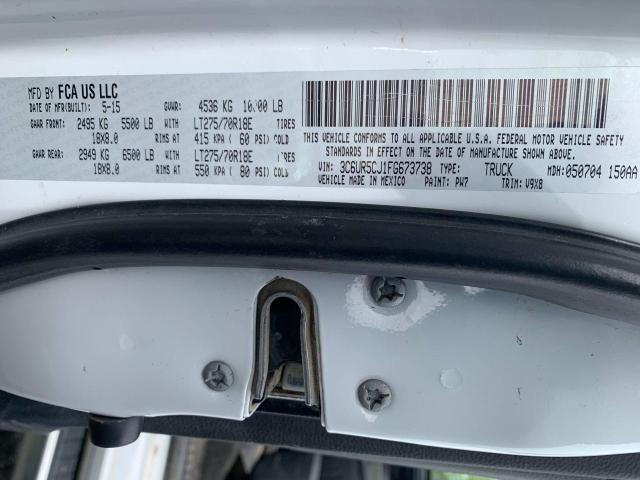 MFD BY FCA US LLC
DATE OF MFR(BUILT): 5-15 GVWR: 4536 KG LB
GAWR FRONT: 2495 KG 5500 LB WITH LT275/70R18E TIRES
18X8.0 RIMS AT 415 KPA ( 60 PSI) COLD
GAWR REAR: 2949 KG 6500 LB WITH LT275/70R18E TIRES
18X8.0 RIMS AT 550 KPA ( 80 PSI) COLD
THIS VEHICLE CONFORMS TO ALL APPLICABLE U.S.A. FEDERAL MOTOR VEHICLE SAFETY
STANDARDS IN EFFECT ON THE DATE OF MANUFACTURE SHOWN ABOVE.
VIN: 3C6UR5CJ1FG673738 TYPE: TRUCK MDH: 050704 150AA
VEHICLE MADE IN MEXICO PAINT: PW7 TRIM: V9X8